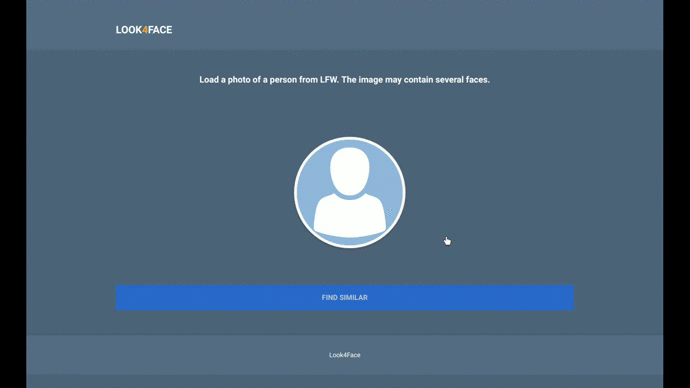 LOOK4FACE
Load a photo of a person from LFW. The image may contain several faces.
FIND SIMILAR
Look4Face